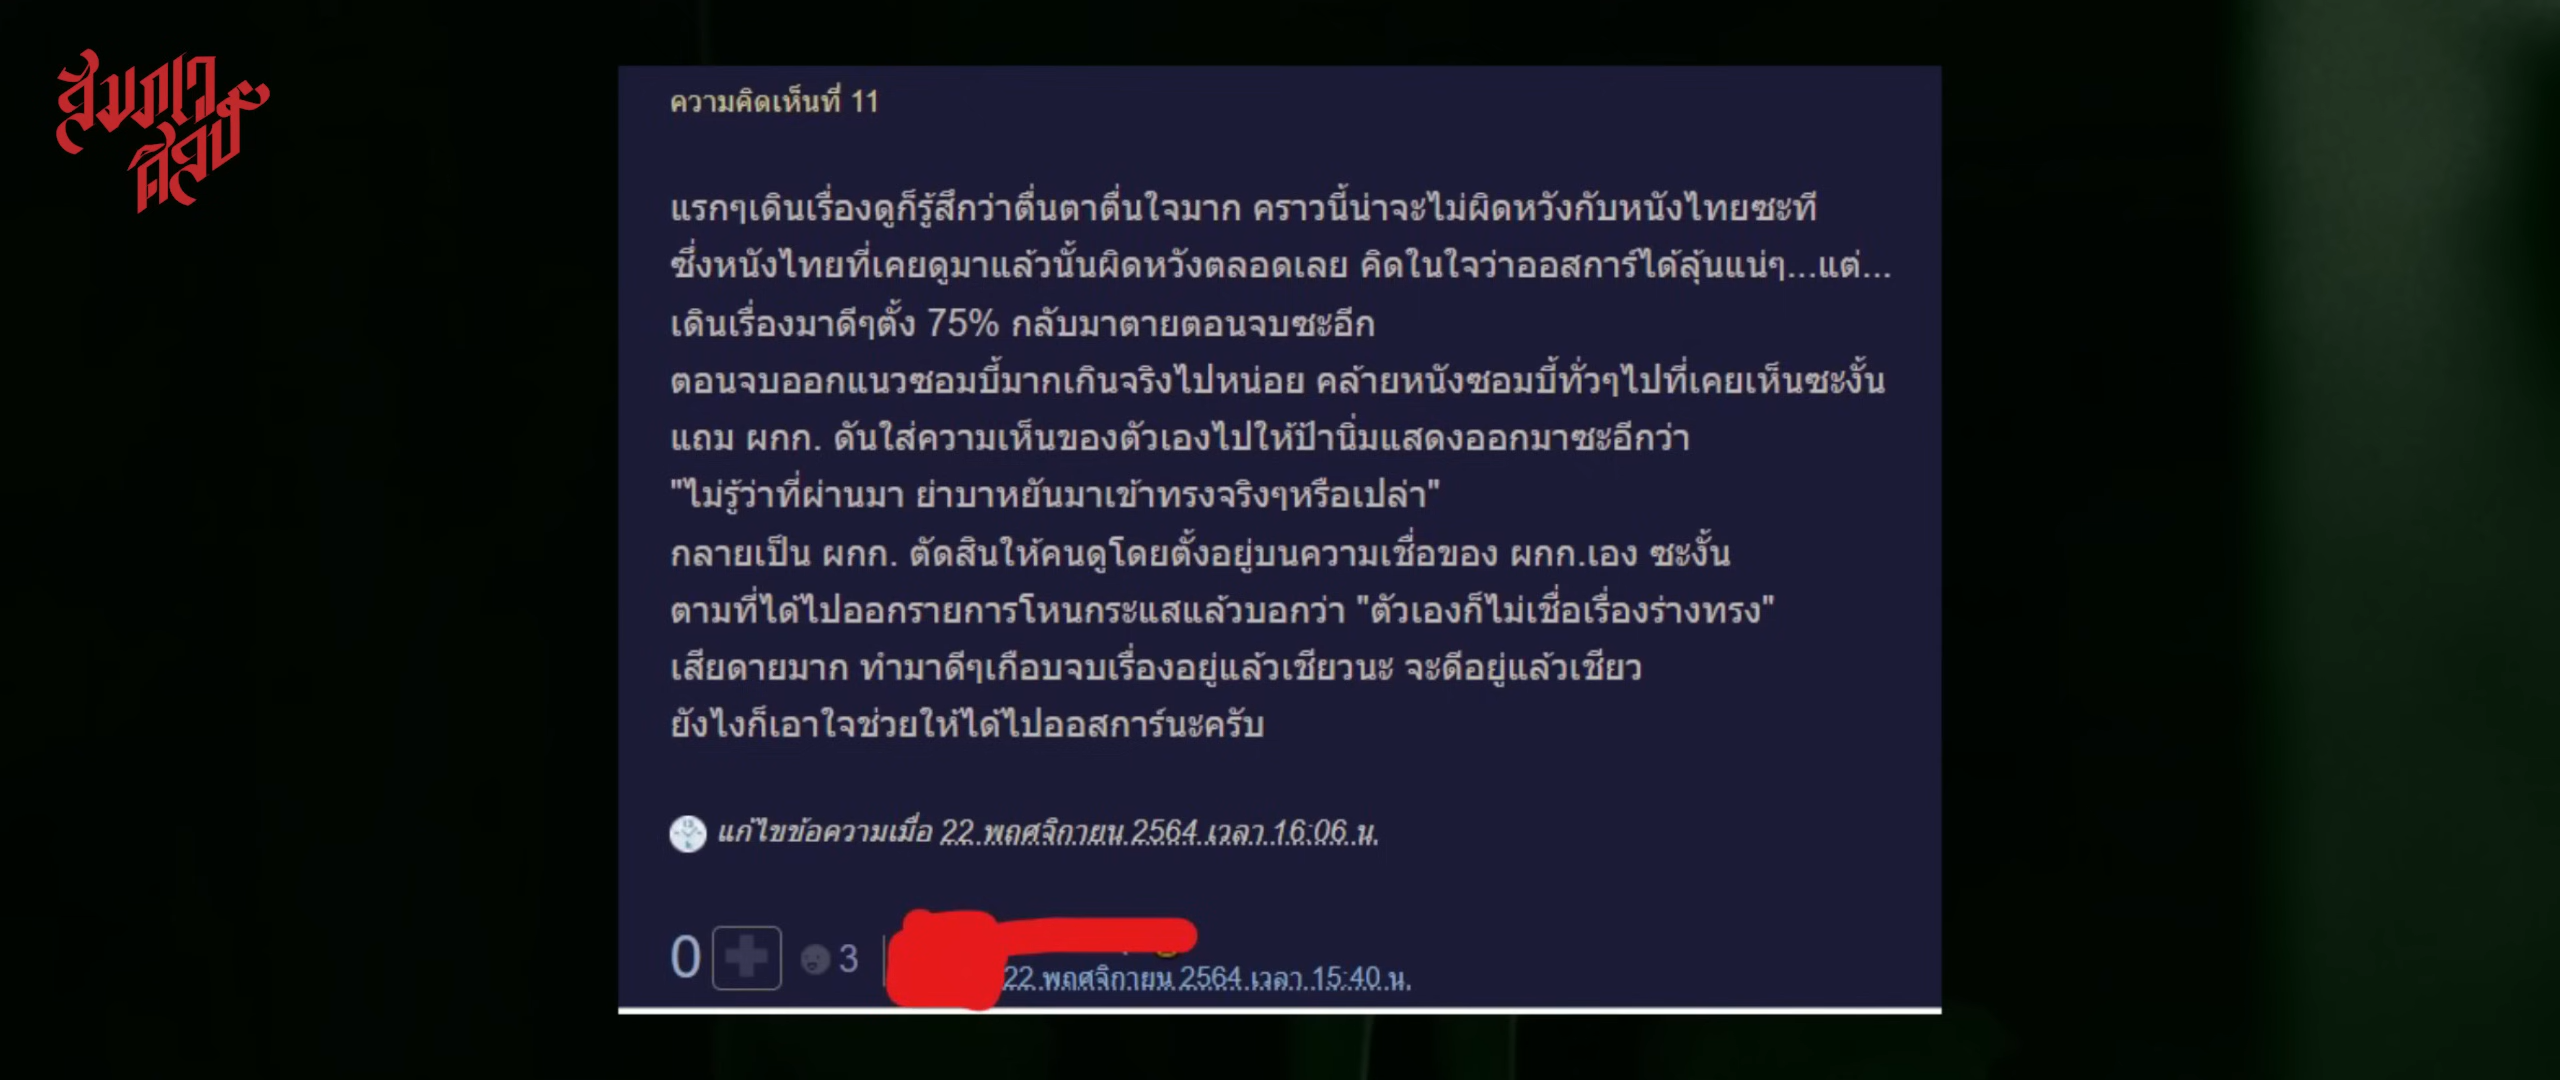 สัมภาว
ศิลป์
ความคิดเห็นที่ 11
แรกๆเดินเรื่องดูก็รู้สึกว่าตื่นตาตื่นใจมาก คราวนี้น่าจะไม่ผิดหวังกับหนังไทยซะที
ซึ่งหนังไทยที่เคยดูมาแล้วนั้นผิดหวังตลอดเลย คิดในใจว่าออสการ์ได้ลุ้นแน่ๆ...แต่...
เดินเรื่องมาดีๆตั้ง 75% กลับมาตายตอนจบซะอีก
ตอนจบออกแนวซอมบี้มากเกินจริงไปหน่อย คล้ายหนังซอมบี้ทั่วๆไปที่เคยเห็นซะงั้น
แถม ผกก. ดันใส่ความเห็นของตัวเองไปให้ป้านิ่มแสดงออกมาซะอีกว่า
"ไม่รู้ว่าที่ผ่านมา ย่าบาหยันมาเข้าทรงจริงๆหรือเปล่า"
กลายเป็น ผกก. ตัดสินให้คนดูโดยตั้งอยู่บนความเชื่อของ ผกก.เอง ซะงั้น
ตามที่ได้ไปออกรายการโหนกระแสแล้วบอกว่า "ตัวเองก็ไม่เชื่อเรื่องร่างทรง"
เสียดายมาก ทำมาดีๆเกือบจบเรื่องอยู่แล้วเชียวนะ จะดีอยู่แล้วเชียว
ยังไงก็เอาใจช่วยให้ได้ไปออสการ์นะครับ
แก้ไขข้อความเมื่อ 22 พฤศจิกายน 2564 เวลา 16:06 น.
0 3
22 พฤศจิกายน 2564 เวลา 15:40 น.